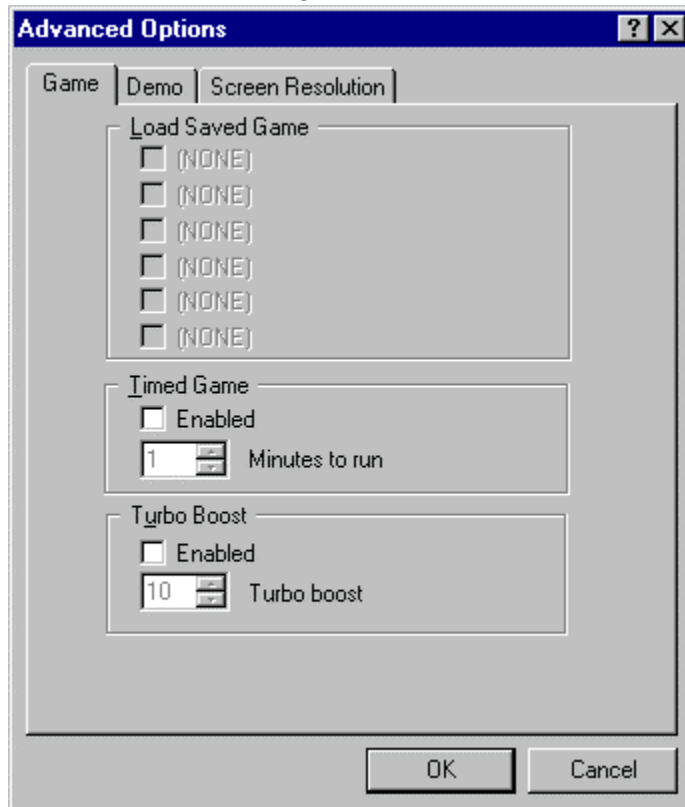 Advanced Options
Game Demo Screen Resolution
Load Saved Game
(NONE)
(NONE)
(NONE)
(NONE)
(NONE)
(NONE)
Timed Game
Enabled
1 Minutes to run
Turbo Boost
Enabled
10 Turbo boost
OK Cancel